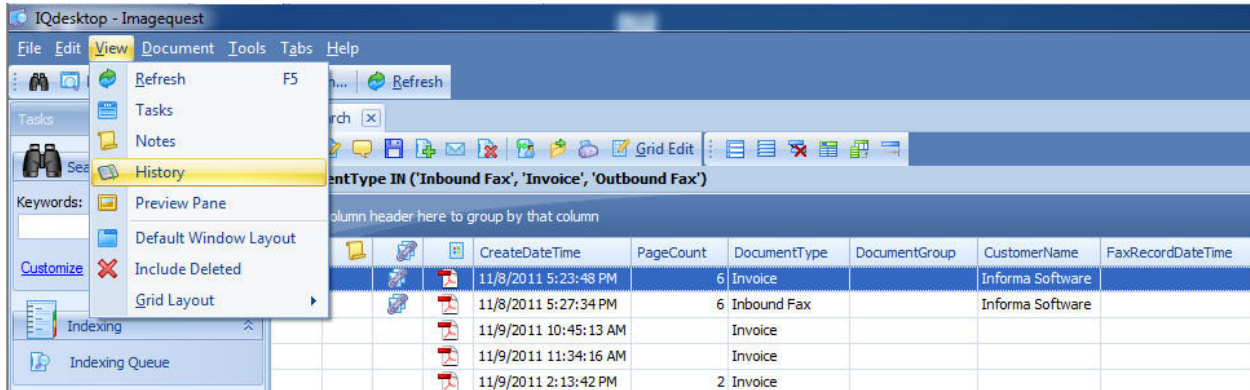 IQdesktop - Imagequest
File Edit View Document Tools Tabs Help
Refresh F5
Refresh
Tasks
Tasks
Notes
Grid Edit
History
DocumentType IN ('Inbound Fax', 'Invoice', 'Outbound Fax')
Keywords:
Preview Pane
column header here to group by that column
Default Window Layout
CreateDateTime PageCount DocumentType DocumentGroup CustomerName FaxRecordDateTime
Customize
Include Deleted
11/8/2011 5:23:48 PM 6 Invoice Informa Software
Grid Layout
11/8/2011 5:27:34 PM 6 Inbound Fax Informa Software
Indexing
11/9/2011 10:45:13 AM Invoice
Indexing Queue
11/9/2011 11:34:16 AM Invoice
11/9/2011 2:13:42 PM 2 Invoice